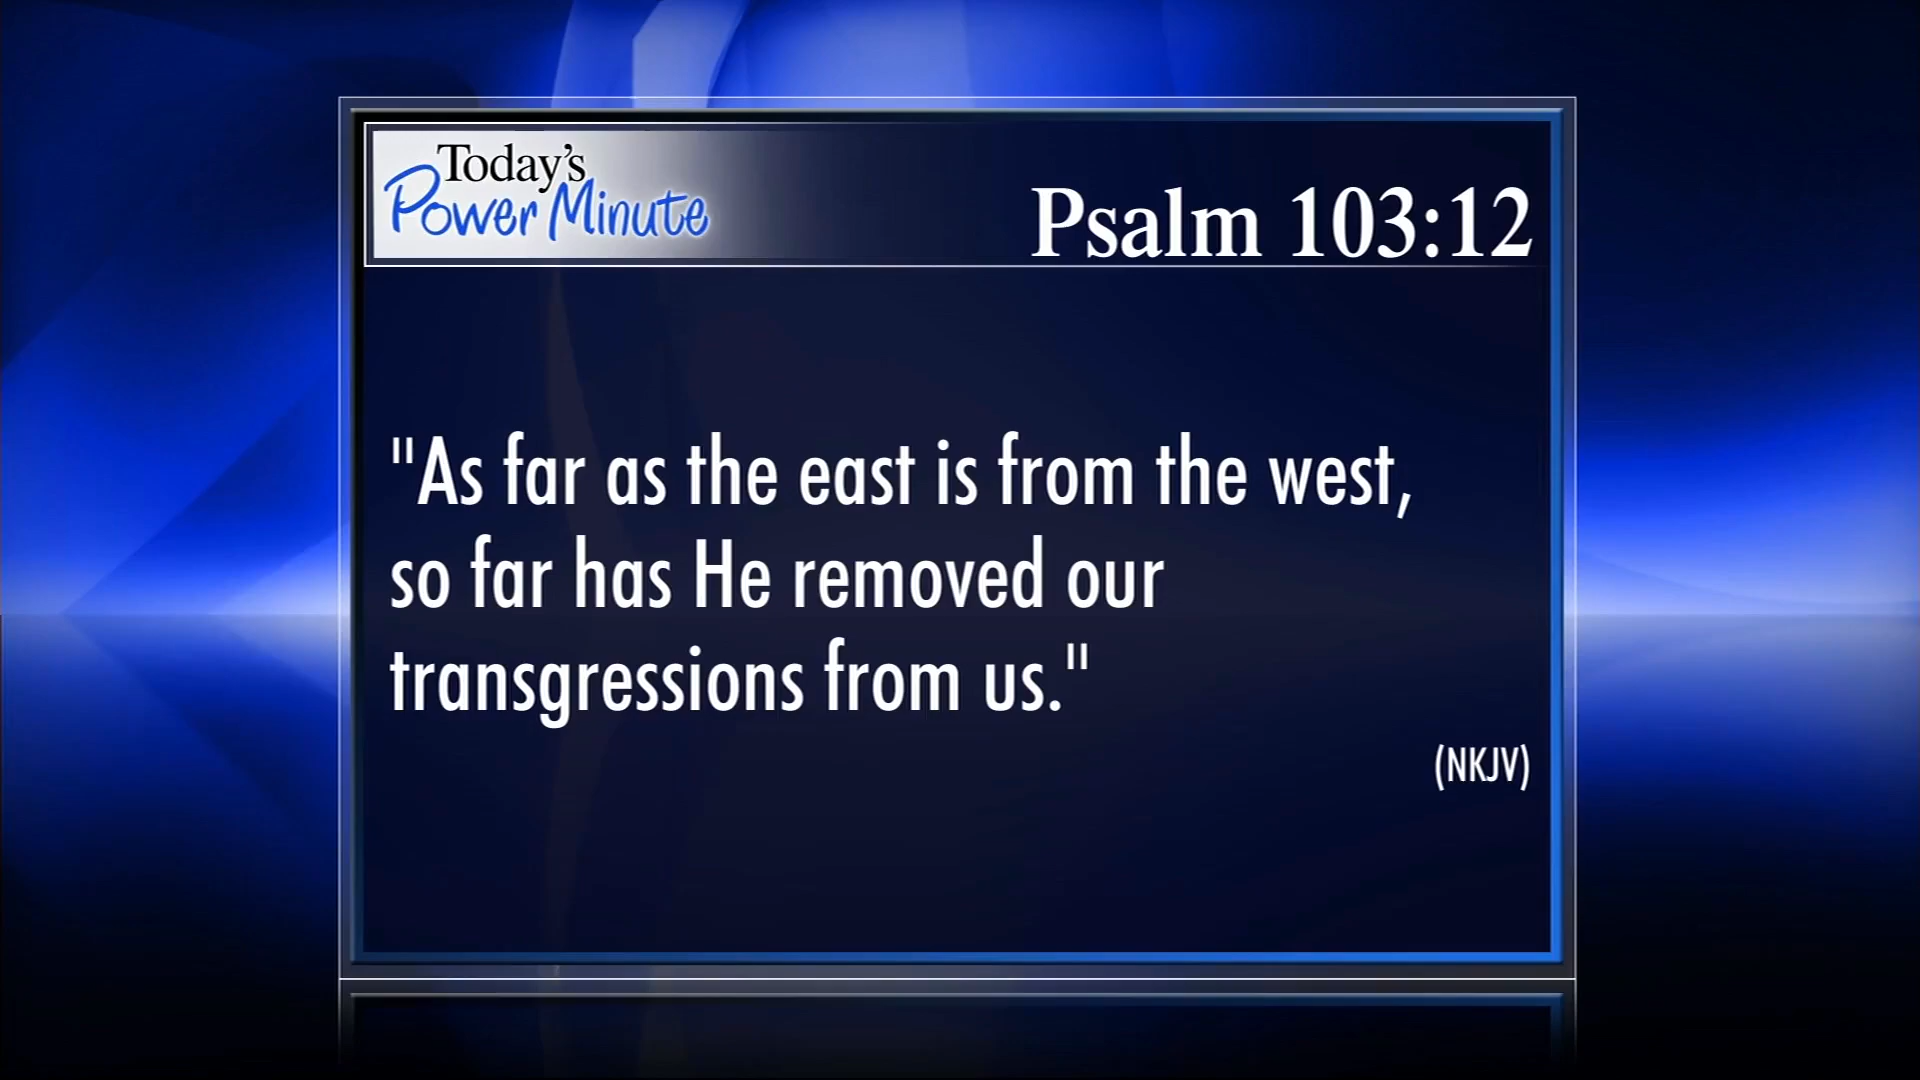 Today's
Power Minute
Psalm 103:12
"As far as the east is from the west,
so far has He removed our
transgressions from us."
(NKJV)